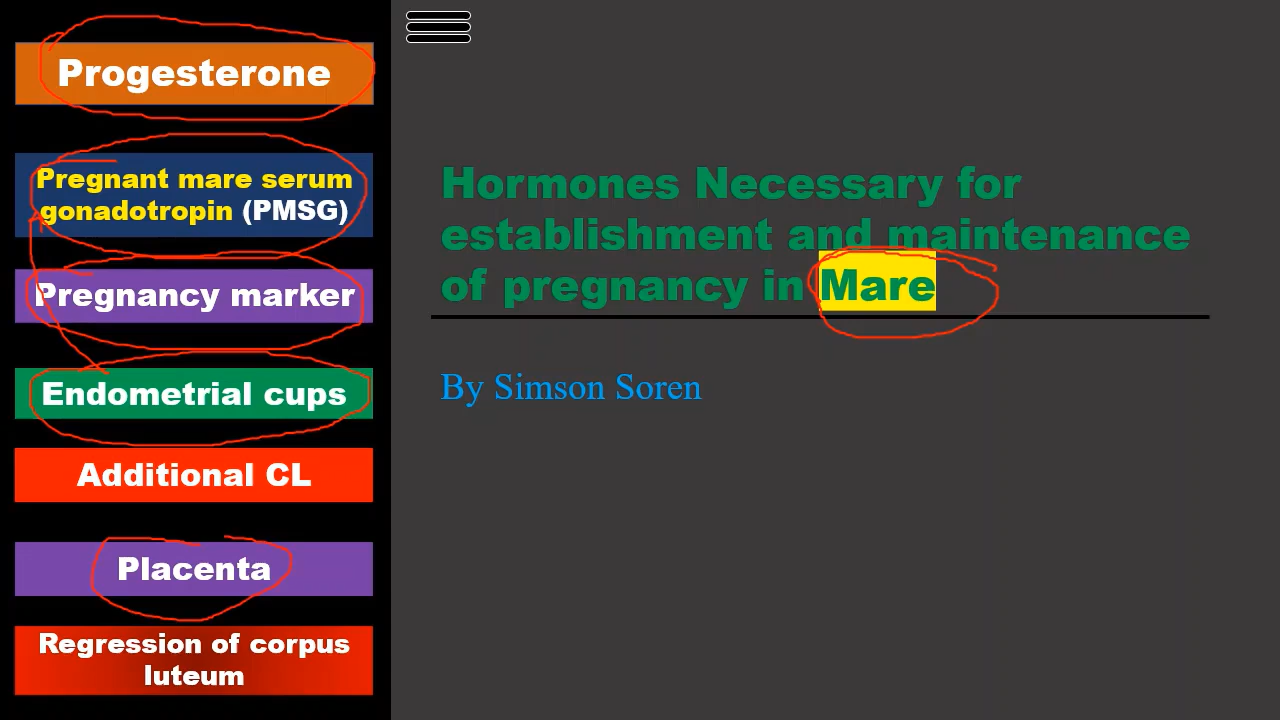 Progesterone
Pregnant mare serum
gonadotropin (PMSG)
Pregnancy marker
Endometrial cups
Additional CL
Placenta
Regression of corpus
luteum
Hormones Necessary for
establishment and maintenance
of pregnancy in Mare
By Simson Soren